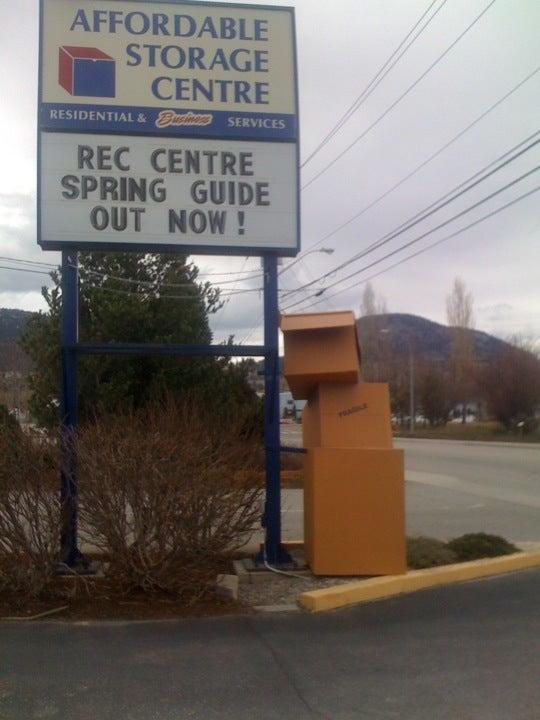 AFFORDABLE
STORAGE
CENTRE
RESIDENTIAL & Business SERVICES
REC CENTRE
SPRING GUIDE
OUT NOW!
FRAGILE